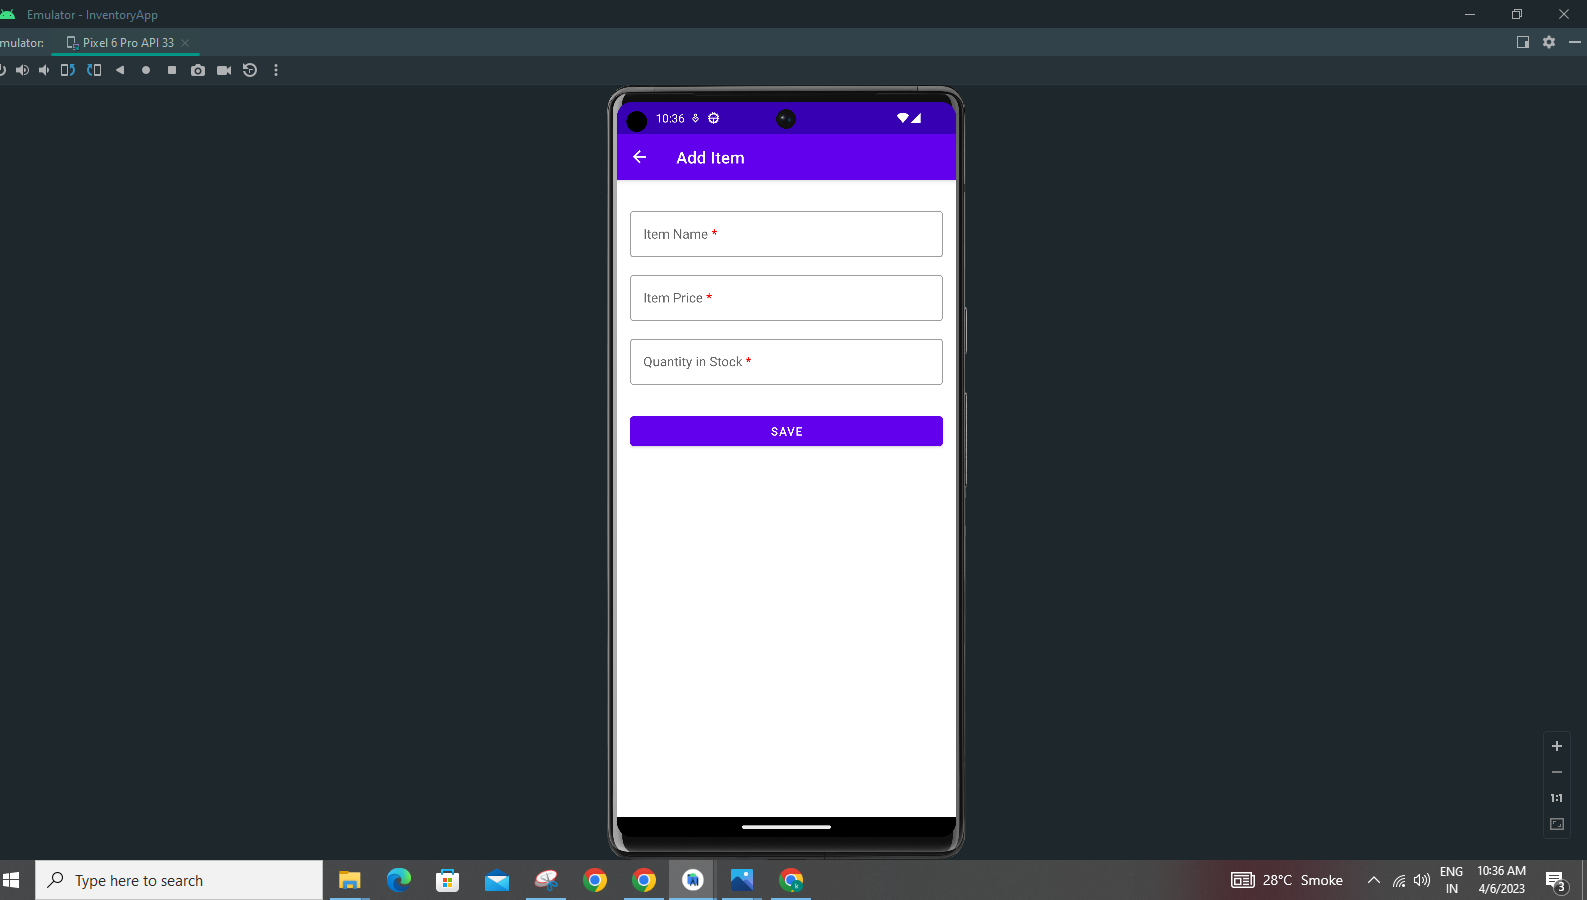 Emulator - InventoryApp
mulator: Pixel 6 Pro API 33
10:36
Add Item
Item Name *
Item Price *
Quantity in Stock *
SAVE
1:1
Type here to search
28°C Smoke
ENG
IN
10:36 AM
4/6/2023
3